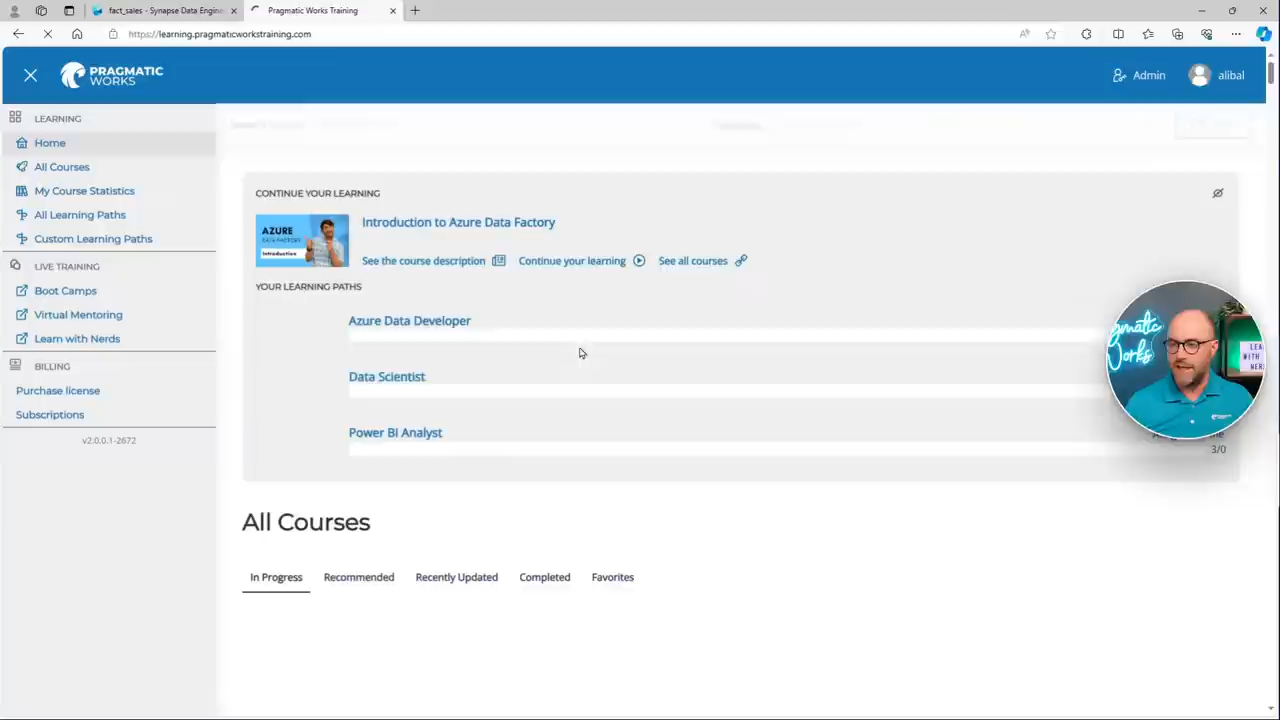 fact_sales - Synapse Data Engine
Pragmatic Works Training
https://learning.pragmaticworkstraining.com
PRAGMATIC
WORKS
Admin
alibal
LEARNING
Home
All Courses
My Course Statistics
All Learning Paths
Custom Learning Paths
LIVE TRAINING
Boot Camps
Virtual Mentoring
Learn with Nerds
BILLING
Purchase license
Subscriptions
v2.0.0.1-2672
CONTINUE YOUR LEARNING
AZURE
DATA FACTORY
Introduction
Introduction to Azure Data Factory
See the course description
Continue your learning
See all courses
YOUR LEARNING PATHS
Azure Data Developer
Data Scientist
Power BI Analyst
3/0
All Courses
In Progress
Recommended
Recently Updated
Completed
Favorites